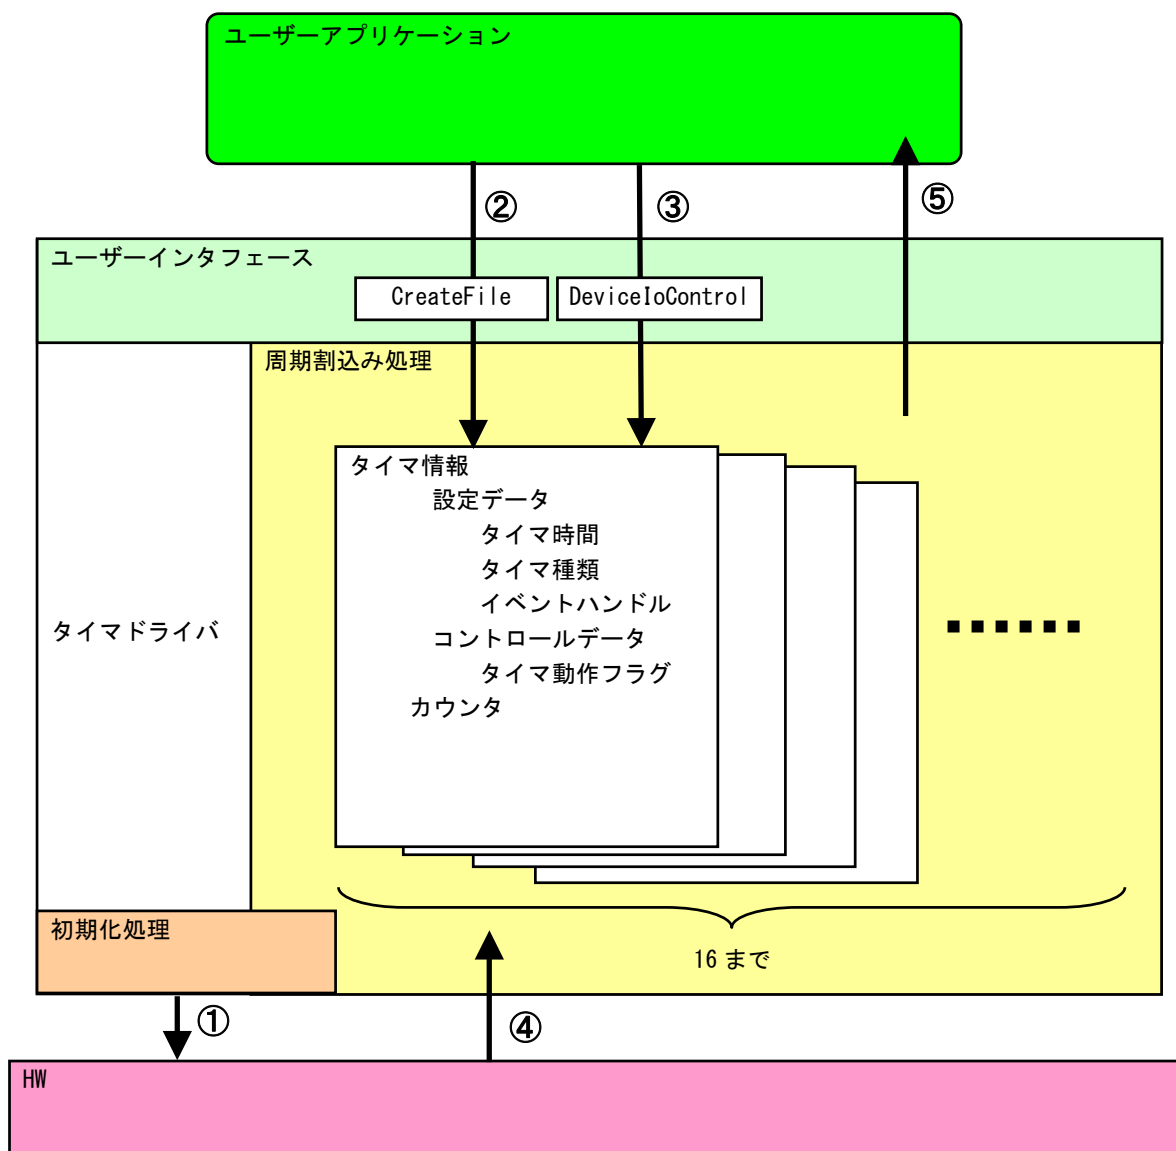 ユーザーアプリケーション
②
③
⑤
ユーザーインタフェース
CreateFile
DeviceIoControl
周期割込み処理
タイマ情報
設定データ
タイマ時間
タイマ種類
イベントハンドル
タイマドライバ
コントロールデータ
タイマ動作フラグ
カウンタ
初期化処理
16 まで
①
④
HW